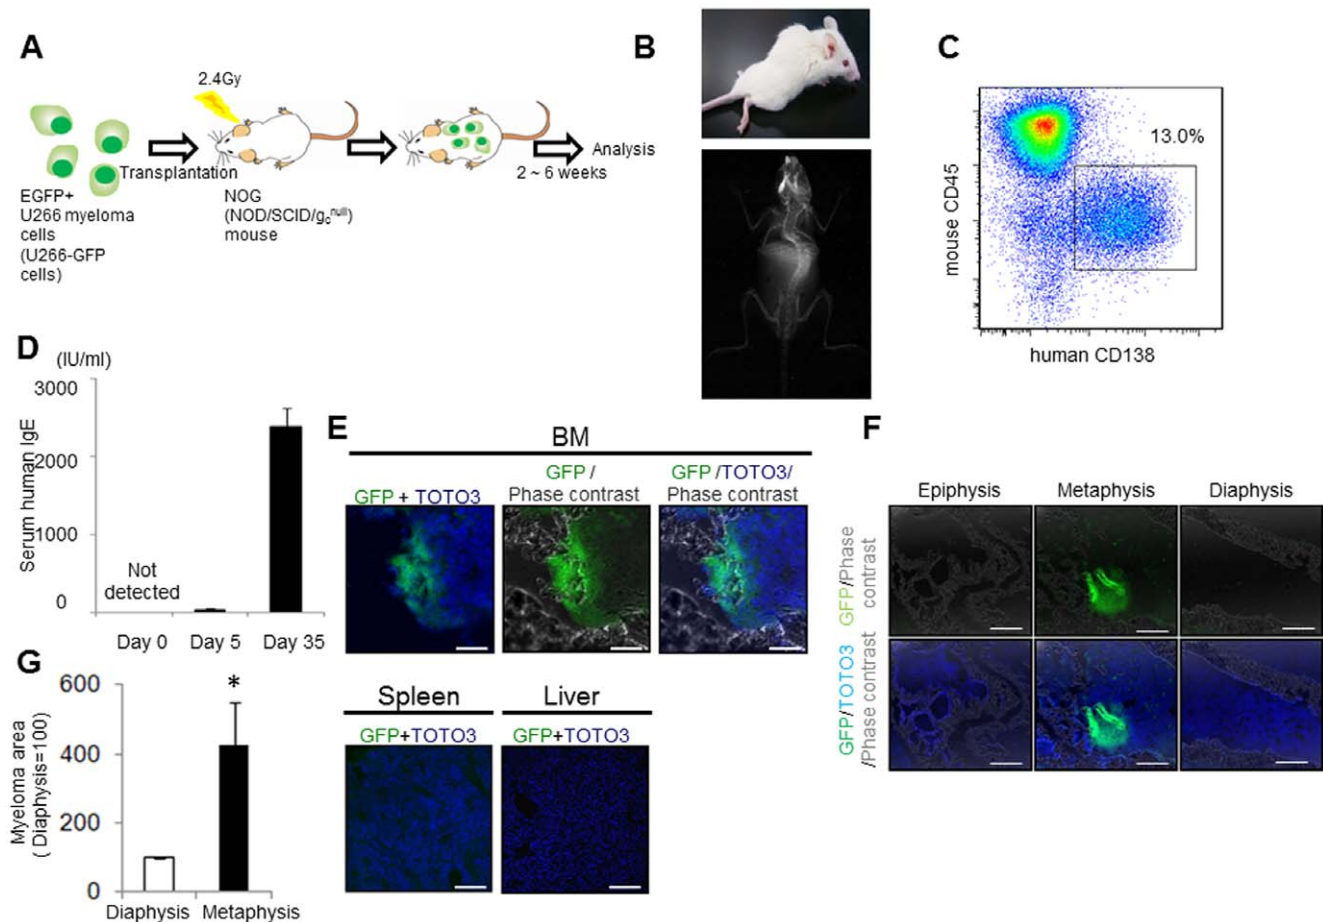 A
2.4Gy
Transplantation
EGFP+
U266 myeloma
cells
(U266-GFP
cells)
NOG
(NOD/SCID/gcnull)
mouse
2 ~ 6 weeks
Analysis
B
C
13.0%
mouse CD45
human CD138
D
(IU/ml)
3000
2000
1000
0
Serum human IgE
Not
detected
Day 0 Day 5 Day 35
E
BM
GFP + TOTO3
GFP /
Phase contrast
GFP /TOTO3/
Phase contrast
Spleen
GFP+TOTO3
Liver
GFP+TOTO3
F
Epiphysis Metaphysis Diaphysis
GFP/Phase
contrast
GFP/TOTO3
/Phase contrast
G
600
400
200
0
Myeloma area
( Diaphysis=100)
*
Diaphysis Metaphysis